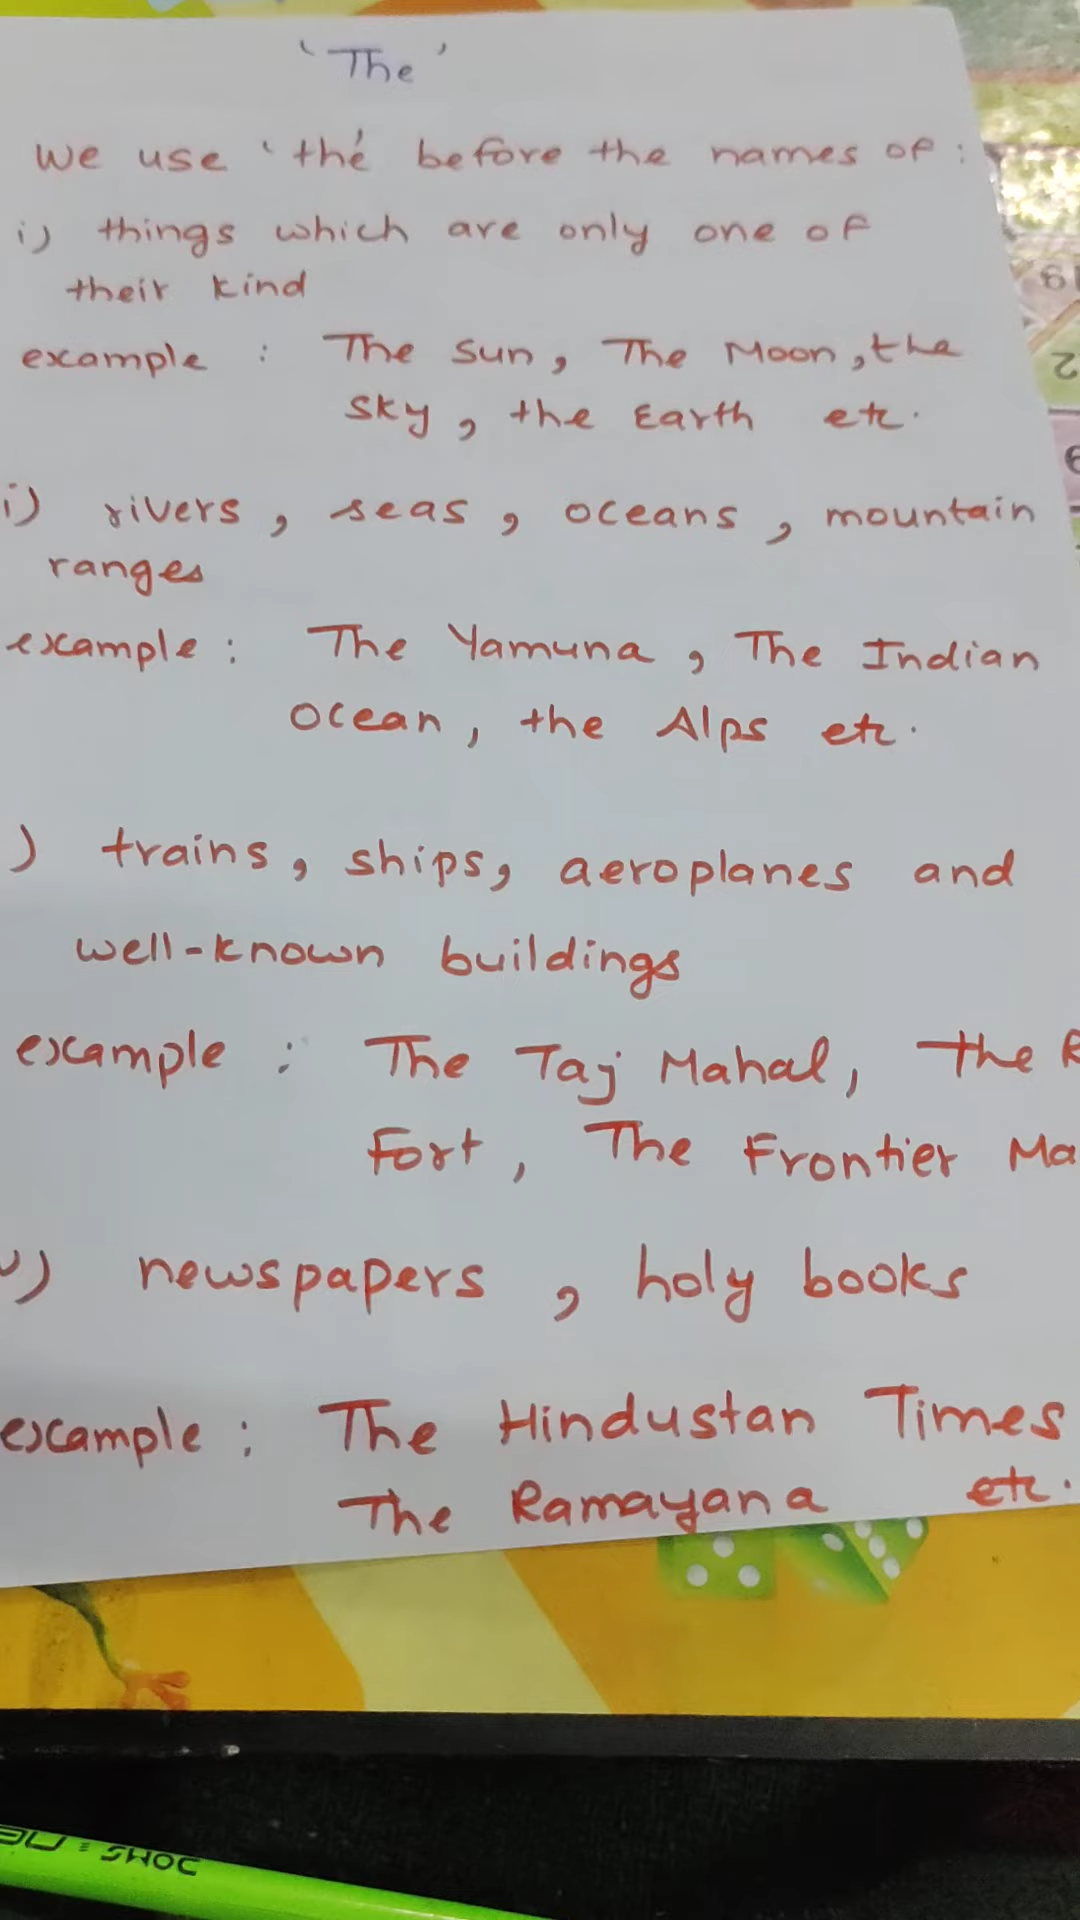 'The'
We use 'the' before the names of :
i) things which are only one of
their kind
example : The Sun, The Moon, the
Sky, the Earth etc.
i) rivers, seas, oceans, mountain
ranges
example : The Yamuna, The Indian
Ocean, the Alps etc.
) trains, ships, aeroplanes and
well-known buildings
example : The Taj Mahal, the R
Fort, The Frontier Ma
v) newspapers, holy books
example : The Hindustan Times
The Ramayana etc.
DOMS